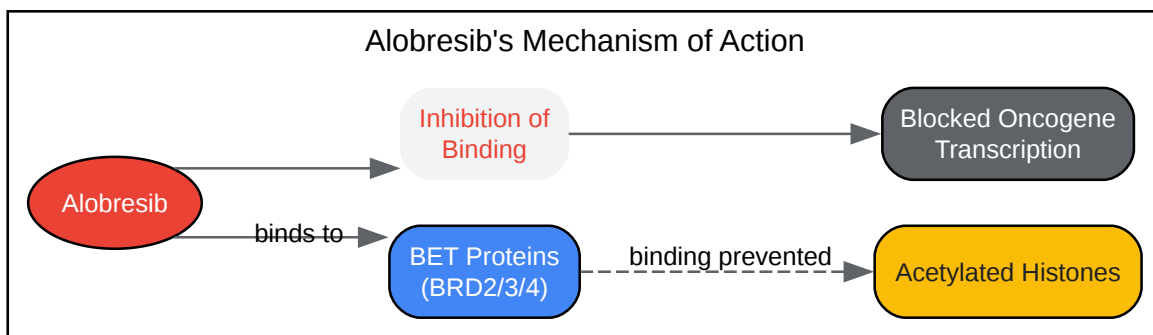 Alobresib's Mechanism of Action
Inhibition of
Binding
Blocked Oncogene
Transcription
Alobresib
binds to
BET Proteins
(BRD2/3/4)
binding prevented
Acetylated Histones